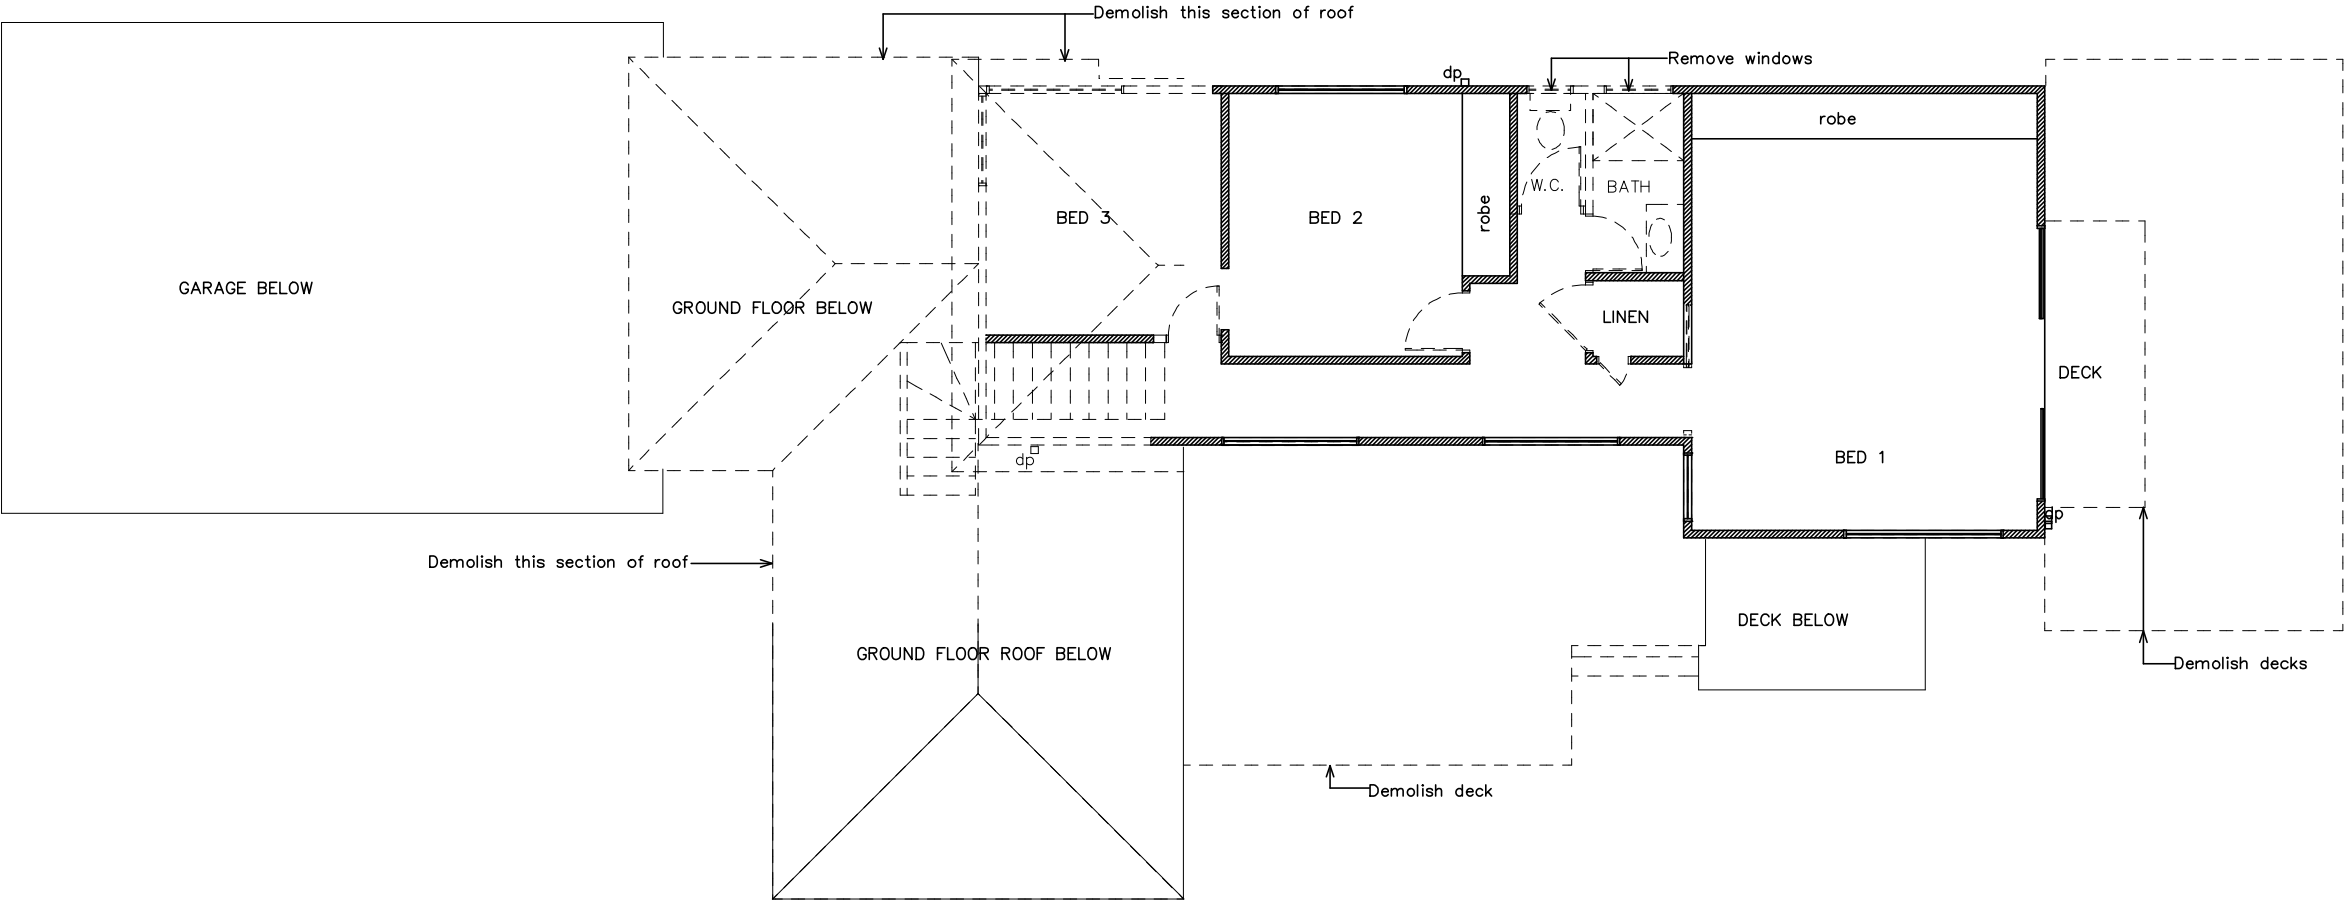 Demolish this section of roof
Remove windows
dp
robe
W.C.
BATH
BED 3
BED 2
robe
GARAGE BELOW
GROUND FLOOR BELOW
LINEN
DECK
BED 1
dp
dp
Demolish this section of roof
DECK BELOW
GROUND FLOOR ROOF BELOW
Demolish decks
Demolish deck